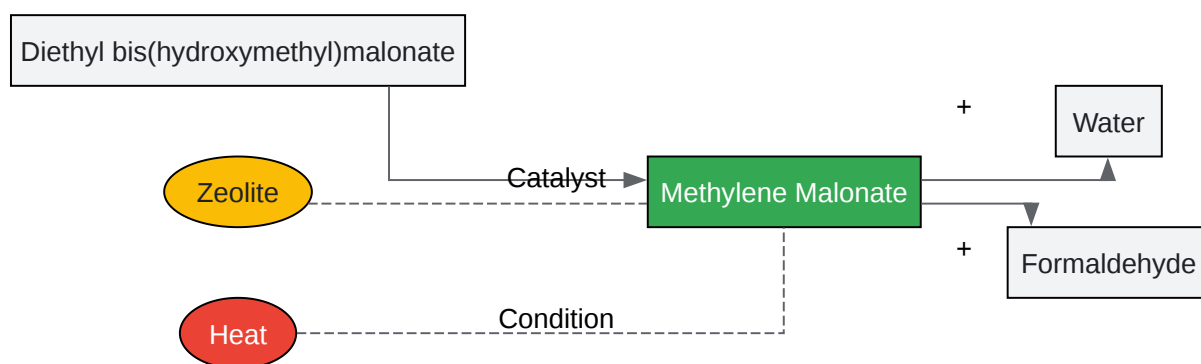 Diethyl bis(hydroxymethyl)malonate
+
Water
Catalyst
Zeolite
Methylene Malonate
+
Formaldehyde
Condition
Heat